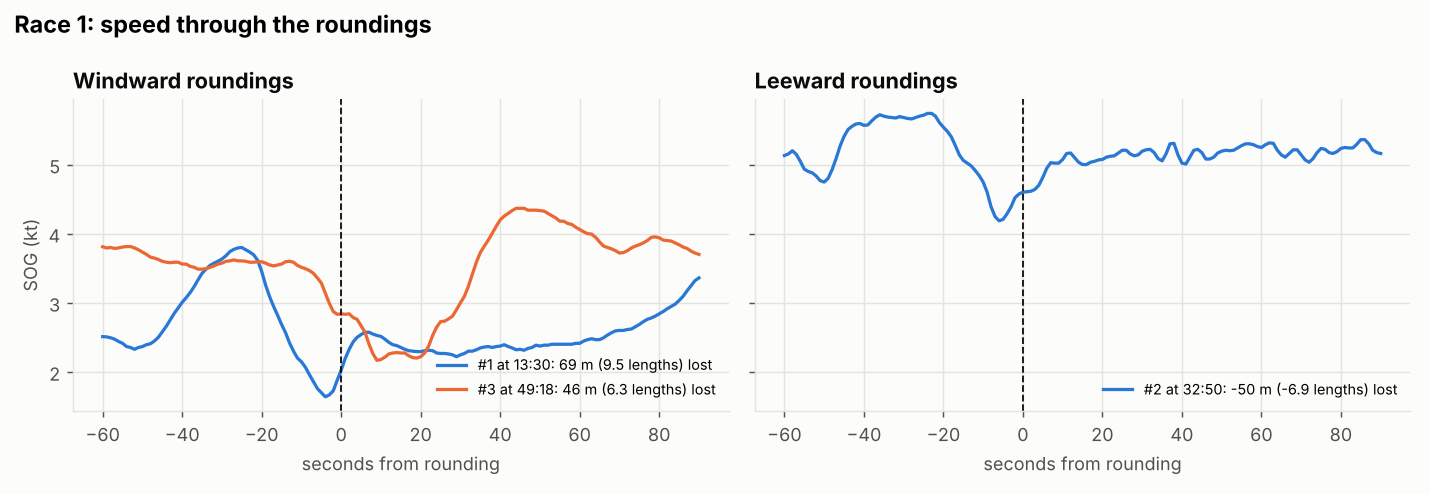 Race 1: speed through the roundings
Windward roundings
Leeward roundings
SOG (kt)
5
4
3
2
#1 at 13:30: 69 m (9.5 lengths) lost
#3 at 49:18: 46 m (6.3 lengths) lost
#2 at 32:50: -50 m (-6.9 lengths) lost
−60 −40 −20 0 20 40 60 80
−60 −40 −20 0 20 40 60 80
seconds from rounding
seconds from rounding